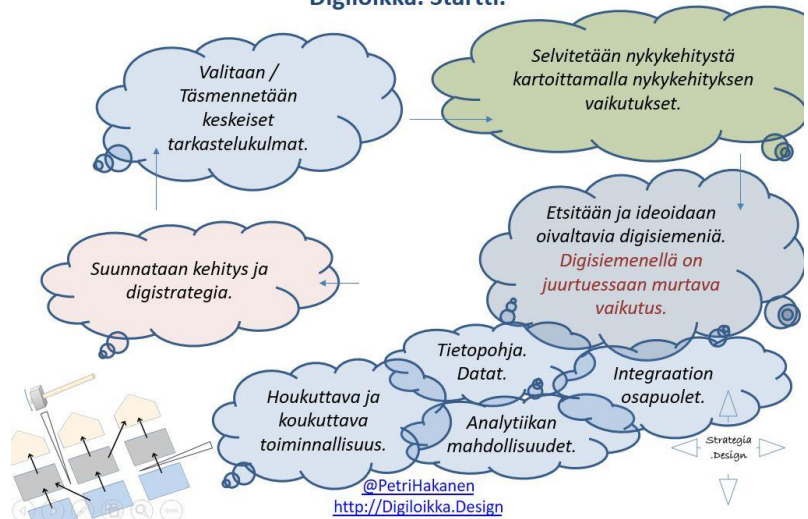 Digiloikka. Startti.
Valitaan /
Täsmennetään
keskeiset
tarkastelukulmat.
Selvitetään nykykehitystä
kartoittamalla nykykehityksen
vaikutukset.
Etsitään ja ideoidaan
oivaltavia digisiemeniä.
Digisiemenellä on
juurtuessaan murtava
vaikutus.
Suunnataan kehitys ja
digistrategia.
Tietopohja.
Datat.
Integraation
osapuolet.
Houkuttava ja
koukuttava
toiminnallisuus.
Analytiikan
mahdollisuudet.
Strategia
.Design
@PetriHakanen
http://Digiloikka.Design